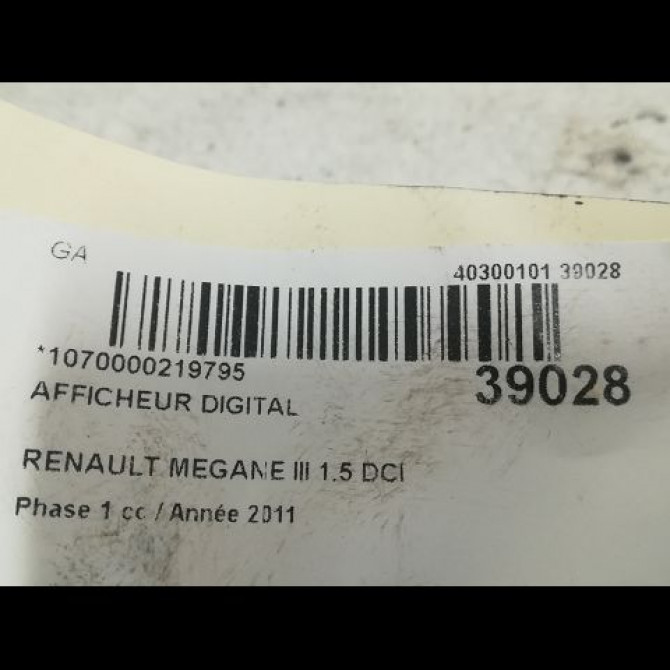 GA
40300101 39028
*1070000219795
39028
AFFICHEUR DIGITAL
RENAULT MEGANE III 1.5 DCI
Phase 1 cc / Année 2011